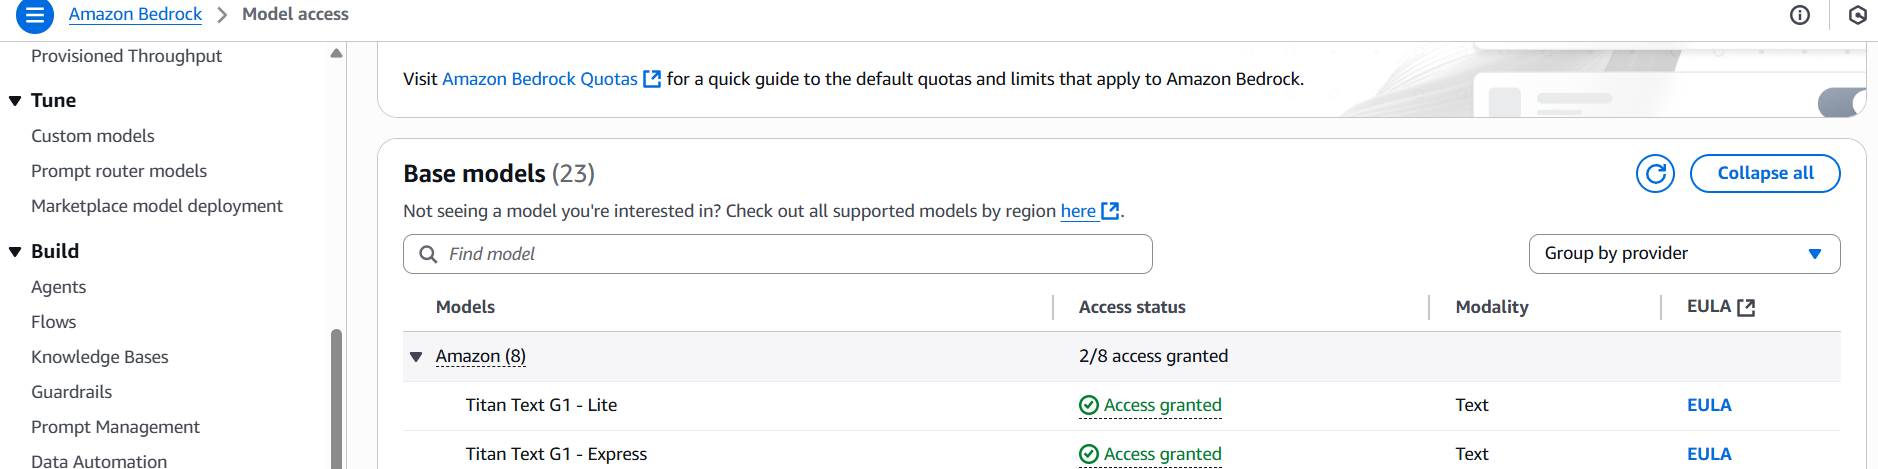 Amazon Bedrock > Model access
Provisioned Throughput
Tune
Custom models
Prompt router models
Marketplace model deployment
Build
Agents
Flows
Knowledge Bases
Guardrails
Prompt Management
Data Automation
Visit Amazon Bedrock Quotas for a quick guide to the default quotas and limits that apply to Amazon Bedrock.
Base models (23)
Collapse all
Not seeing a model you're interested in? Check out all supported models by region here.
Find model
Group by provider
Models Access status Modality EULA
Amazon (8) 2/8 access granted
Titan Text G1 - Lite Access granted Text EULA
Titan Text G1 - Express Access granted Text EULA